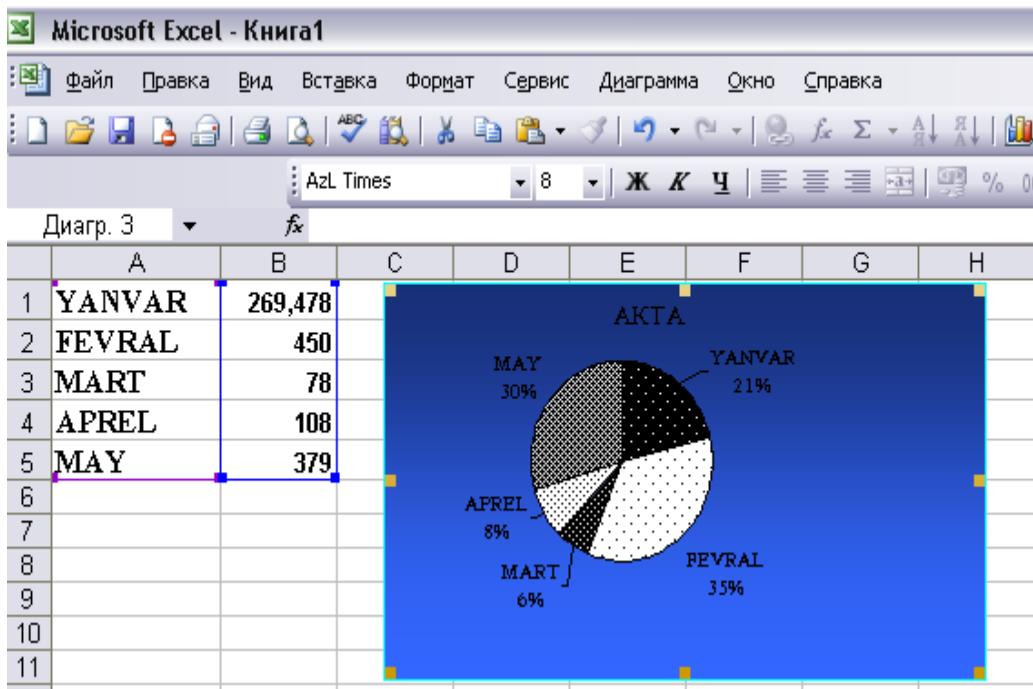 Microsoft Excel - Книга1
Файл Правка Вид Вставка Формат Сервис Диаграмма Окно Справка
ABC
AzL Times 8 Ж К Ч %
Диагр. 3 fx
A B C D E F G H
1 YANVAR 269,478
2 FEVRAL 450
3 MART 78
4 APREL 108
5 MAY 379
6
7
8
9
10
11
AKTA
YANVAR
21%
MAY
30%
APREL
8%
MART
6%
FEVRAL
35%